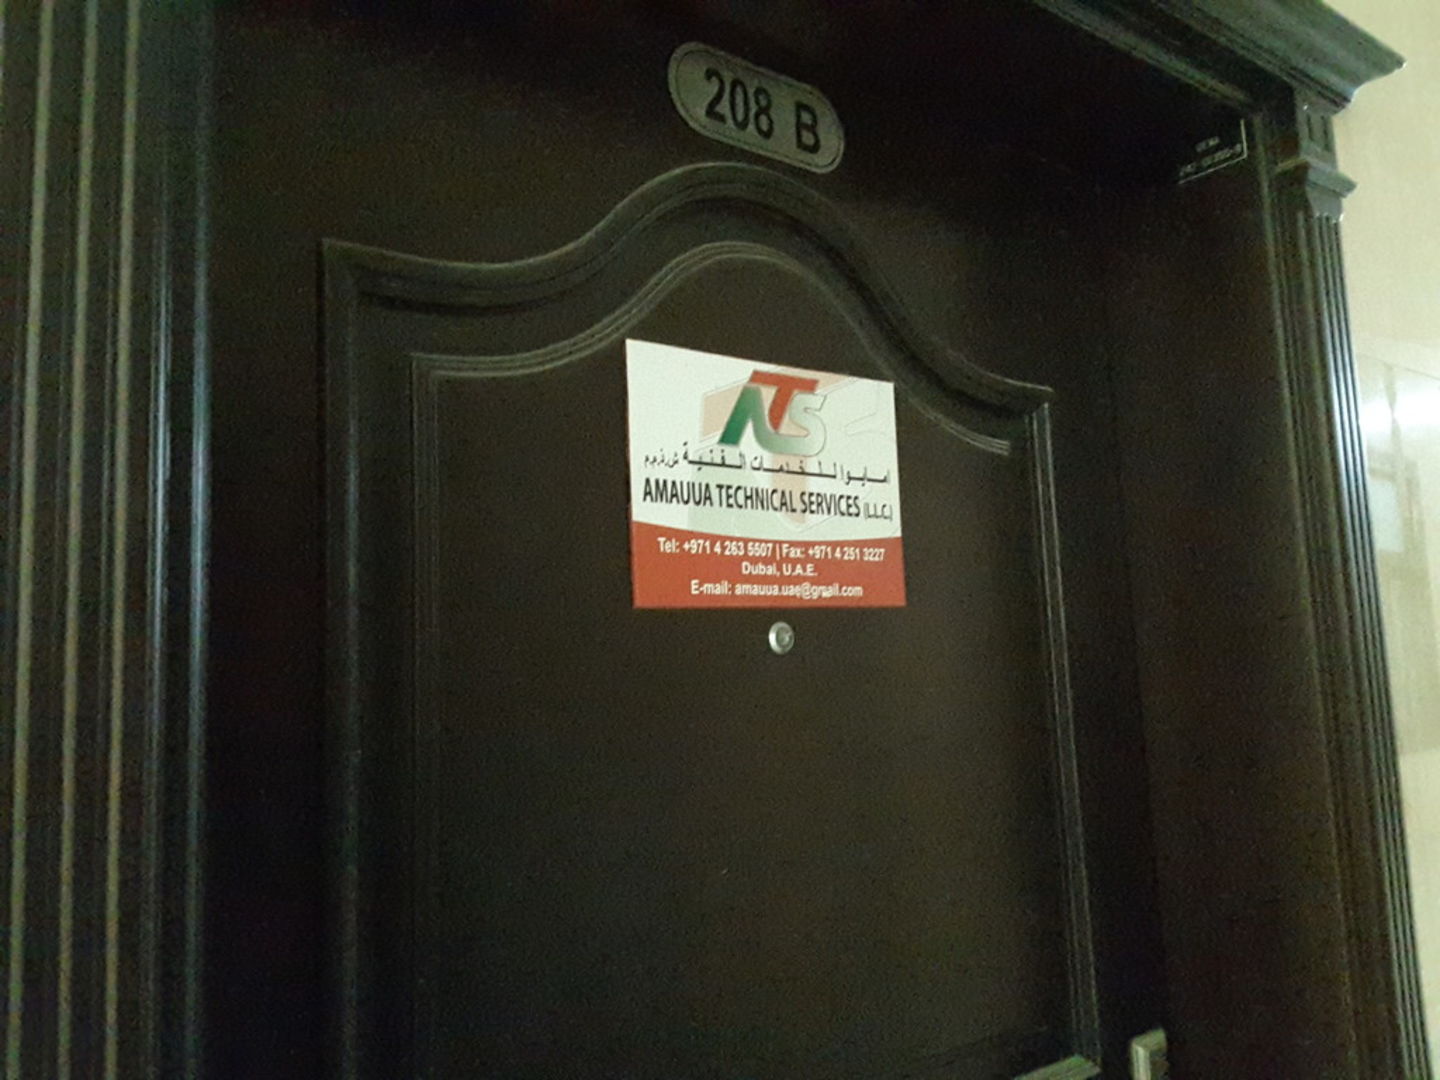 208 B
ATS
امايوا للخدمات الفنية ش.ذ.م.م
AMAUUA TECHNICAL SERVICES (L.L.C.)
Tel: +971 4 263 5507 | Fax: +971 4 251 3227
Dubai, U.A.E.
E-mail: amauua.uae@gmail.com